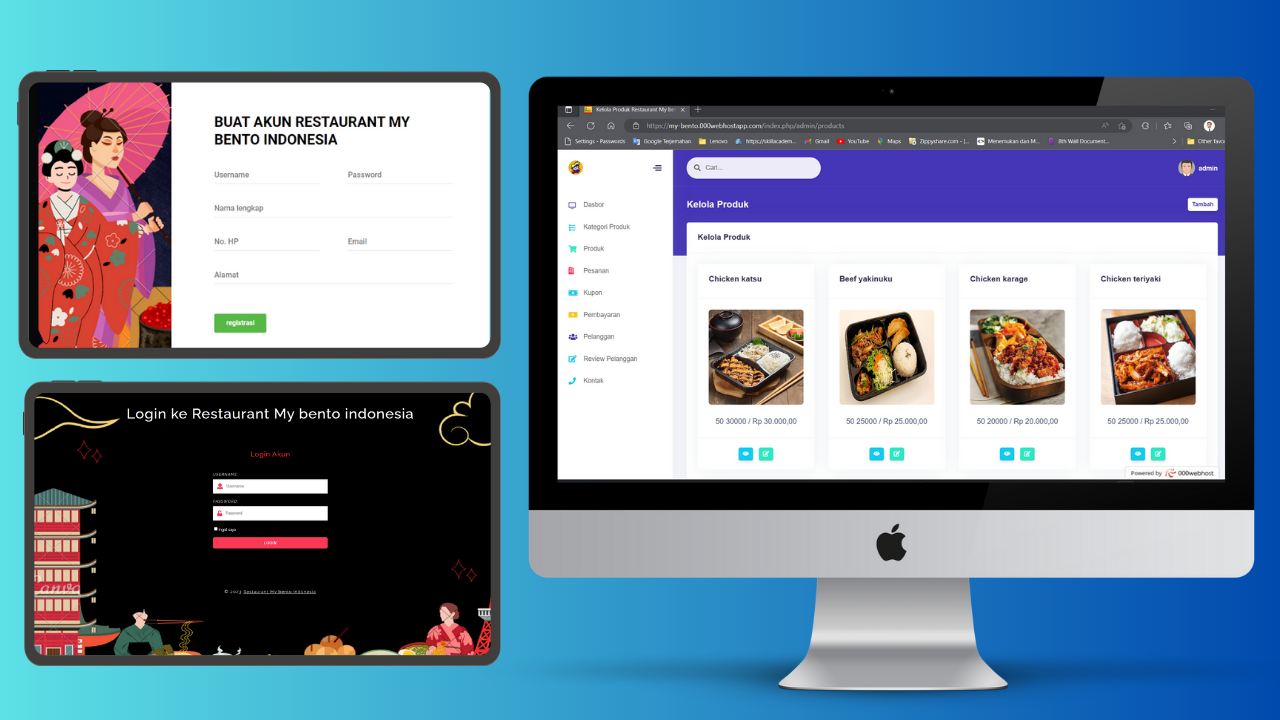 BUAT AKUN RESTAURANT MY
BENTO INDONESIA
Username
Password
Nama lengkap
No. HP
Email
Alamat
registrasi
Login ke Restaurant My bento indonesia
Login Akun
USERNAME
Username
PASSWORD
Password
Ingat saya
LOGIN
© 2023 Restaurant My bento indonesia
Kelola Produk Restaurant My be
https://my-bento.000webhostapp.com/index.php/admin/products
Settings - Passwords
Google Terjemahan
Lenovo
https://skillacadem...
Gmail
YouTube
Maps
Zippyshare.com - [...
Menemukan dan M...
8th Wall Document...
Other favo
Cari...
admin
Dasbor
Kategori Produk
Produk
Pesanan
Kupon
Pembayaran
Pelanggan
Review Pelanggan
Kontak
Kelola Produk
Tambah
Kelola Produk
Chicken katsu
Beef yakinuku
Chicken karage
Chicken teriyaki
50 30000 / Rp 30.000,00
50 25000 / Rp 25.000,00
50 20000 / Rp 20.000,00
50 25000 / Rp 25.000,00
Powered by 000webhost